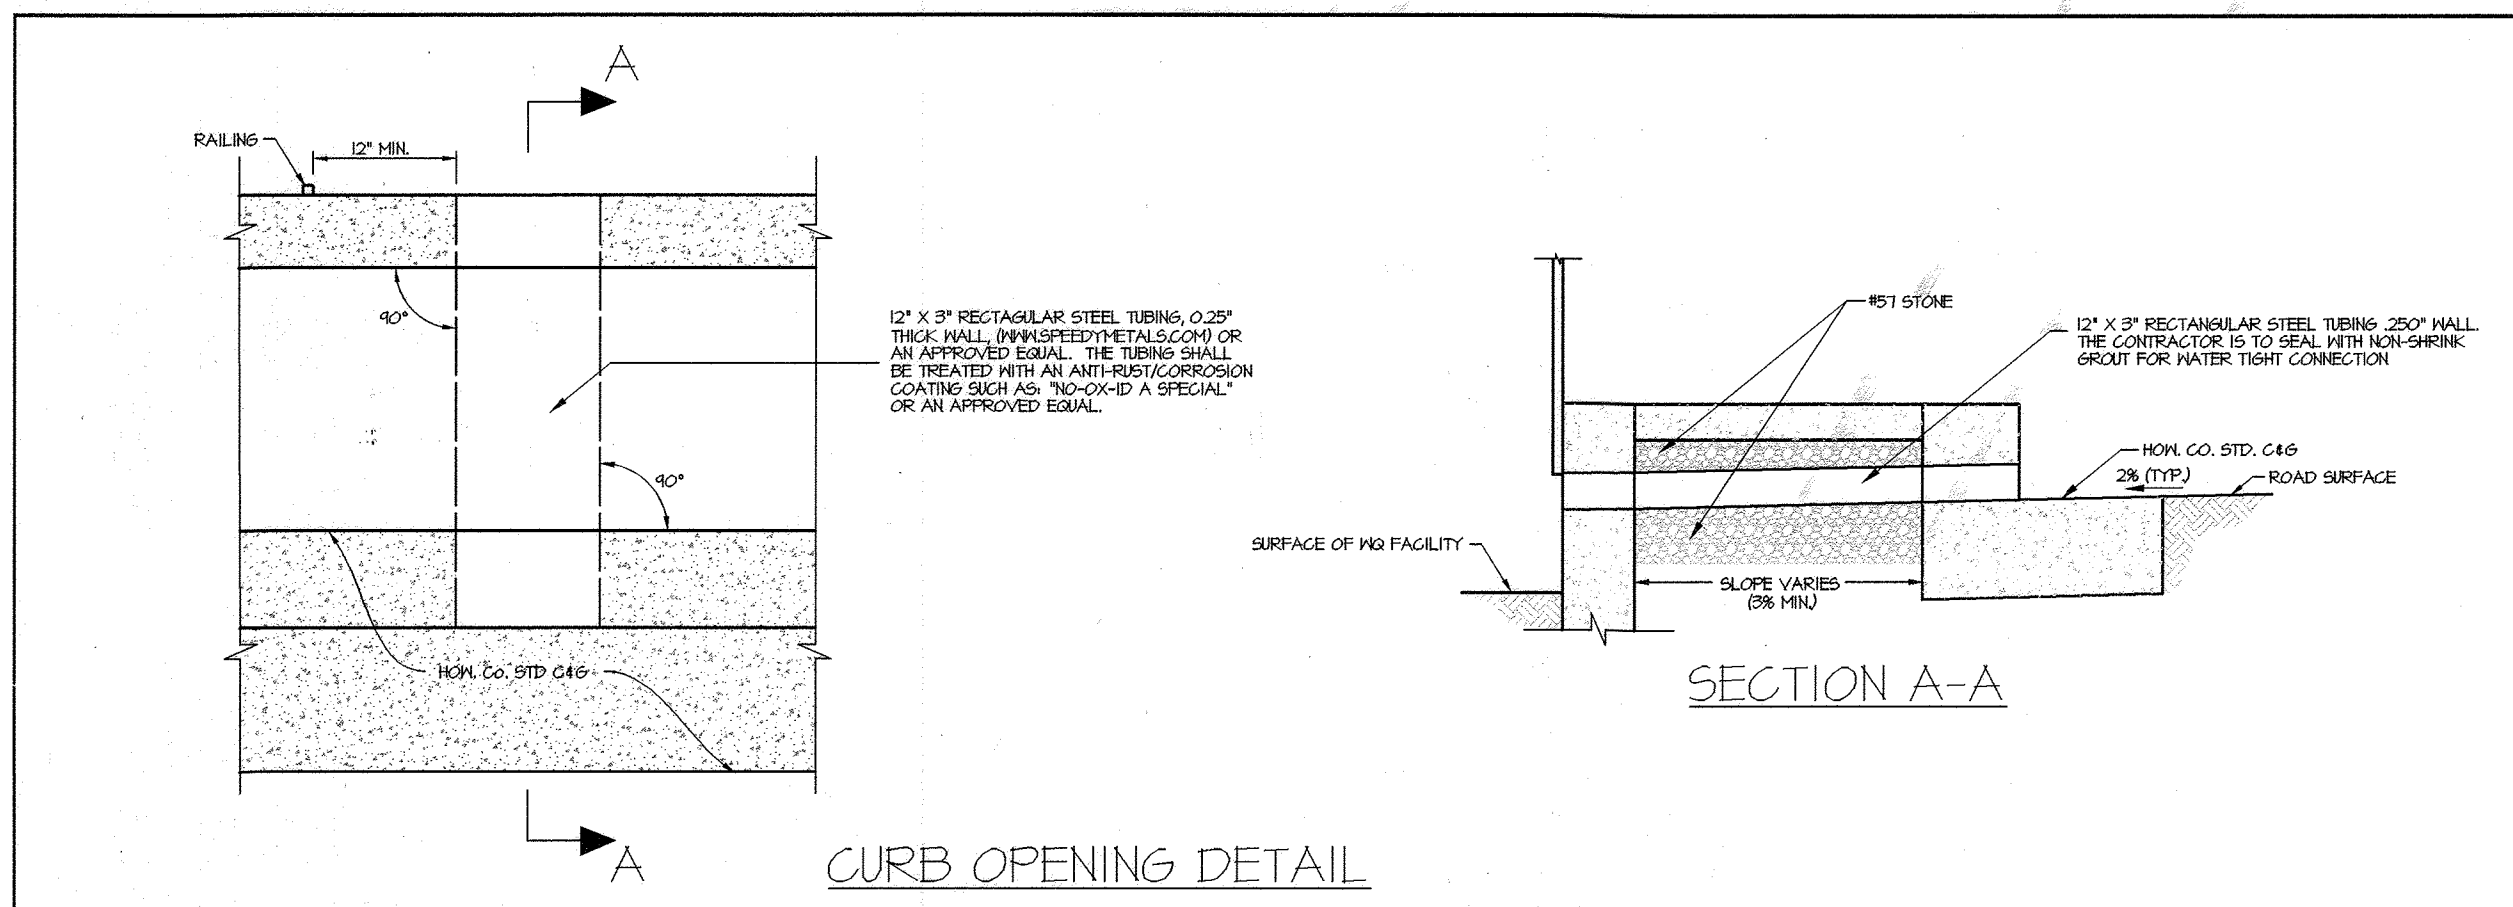 A
RAILING
12" MIN.
90°
12" X 3" RECTAGULAR STEEL TUBING, 0.25"
THICK WALL, (WWW.SPEEDYMETALS.COM) OR
AN APPROVED EQUAL. THE TUBING SHALL
BE TREATED WITH AN ANTI-RUST/CORROSION
COATING SUCH AS: "NO-OX-ID A SPECIAL"
OR AN APPROVED EQUAL.
90°
HOW. CO. STD C&G
A
CURB OPENING DETAIL
#57 STONE
12" X 3" RECTANGULAR STEEL TUBING .250" WALL.
THE CONTRACTOR IS TO SEAL WITH NON-SHRINK
GROUT FOR WATER TIGHT CONNECTION
HOW. CO. STD. C&G
2% (TYP.)
ROAD SURFACE
SURFACE OF WQ FACILITY
SLOPE VARIES
(3% MIN.)
SECTION A-A